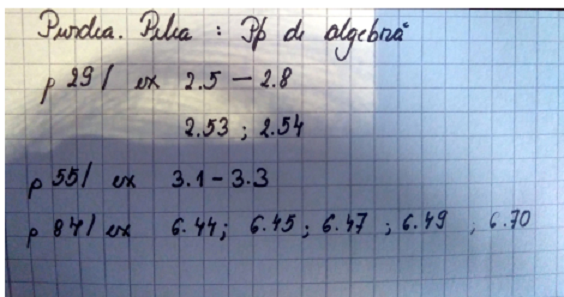 Purdea. Pelea : Pb de algebră
p 29/ ex 2.5 - 2.8
2.53 ; 2.54
p 55/ ex 3.1 - 3.3
p 84/ ex 6.44; 6.45 ; 6.47 ; 6.49 ; 6.70